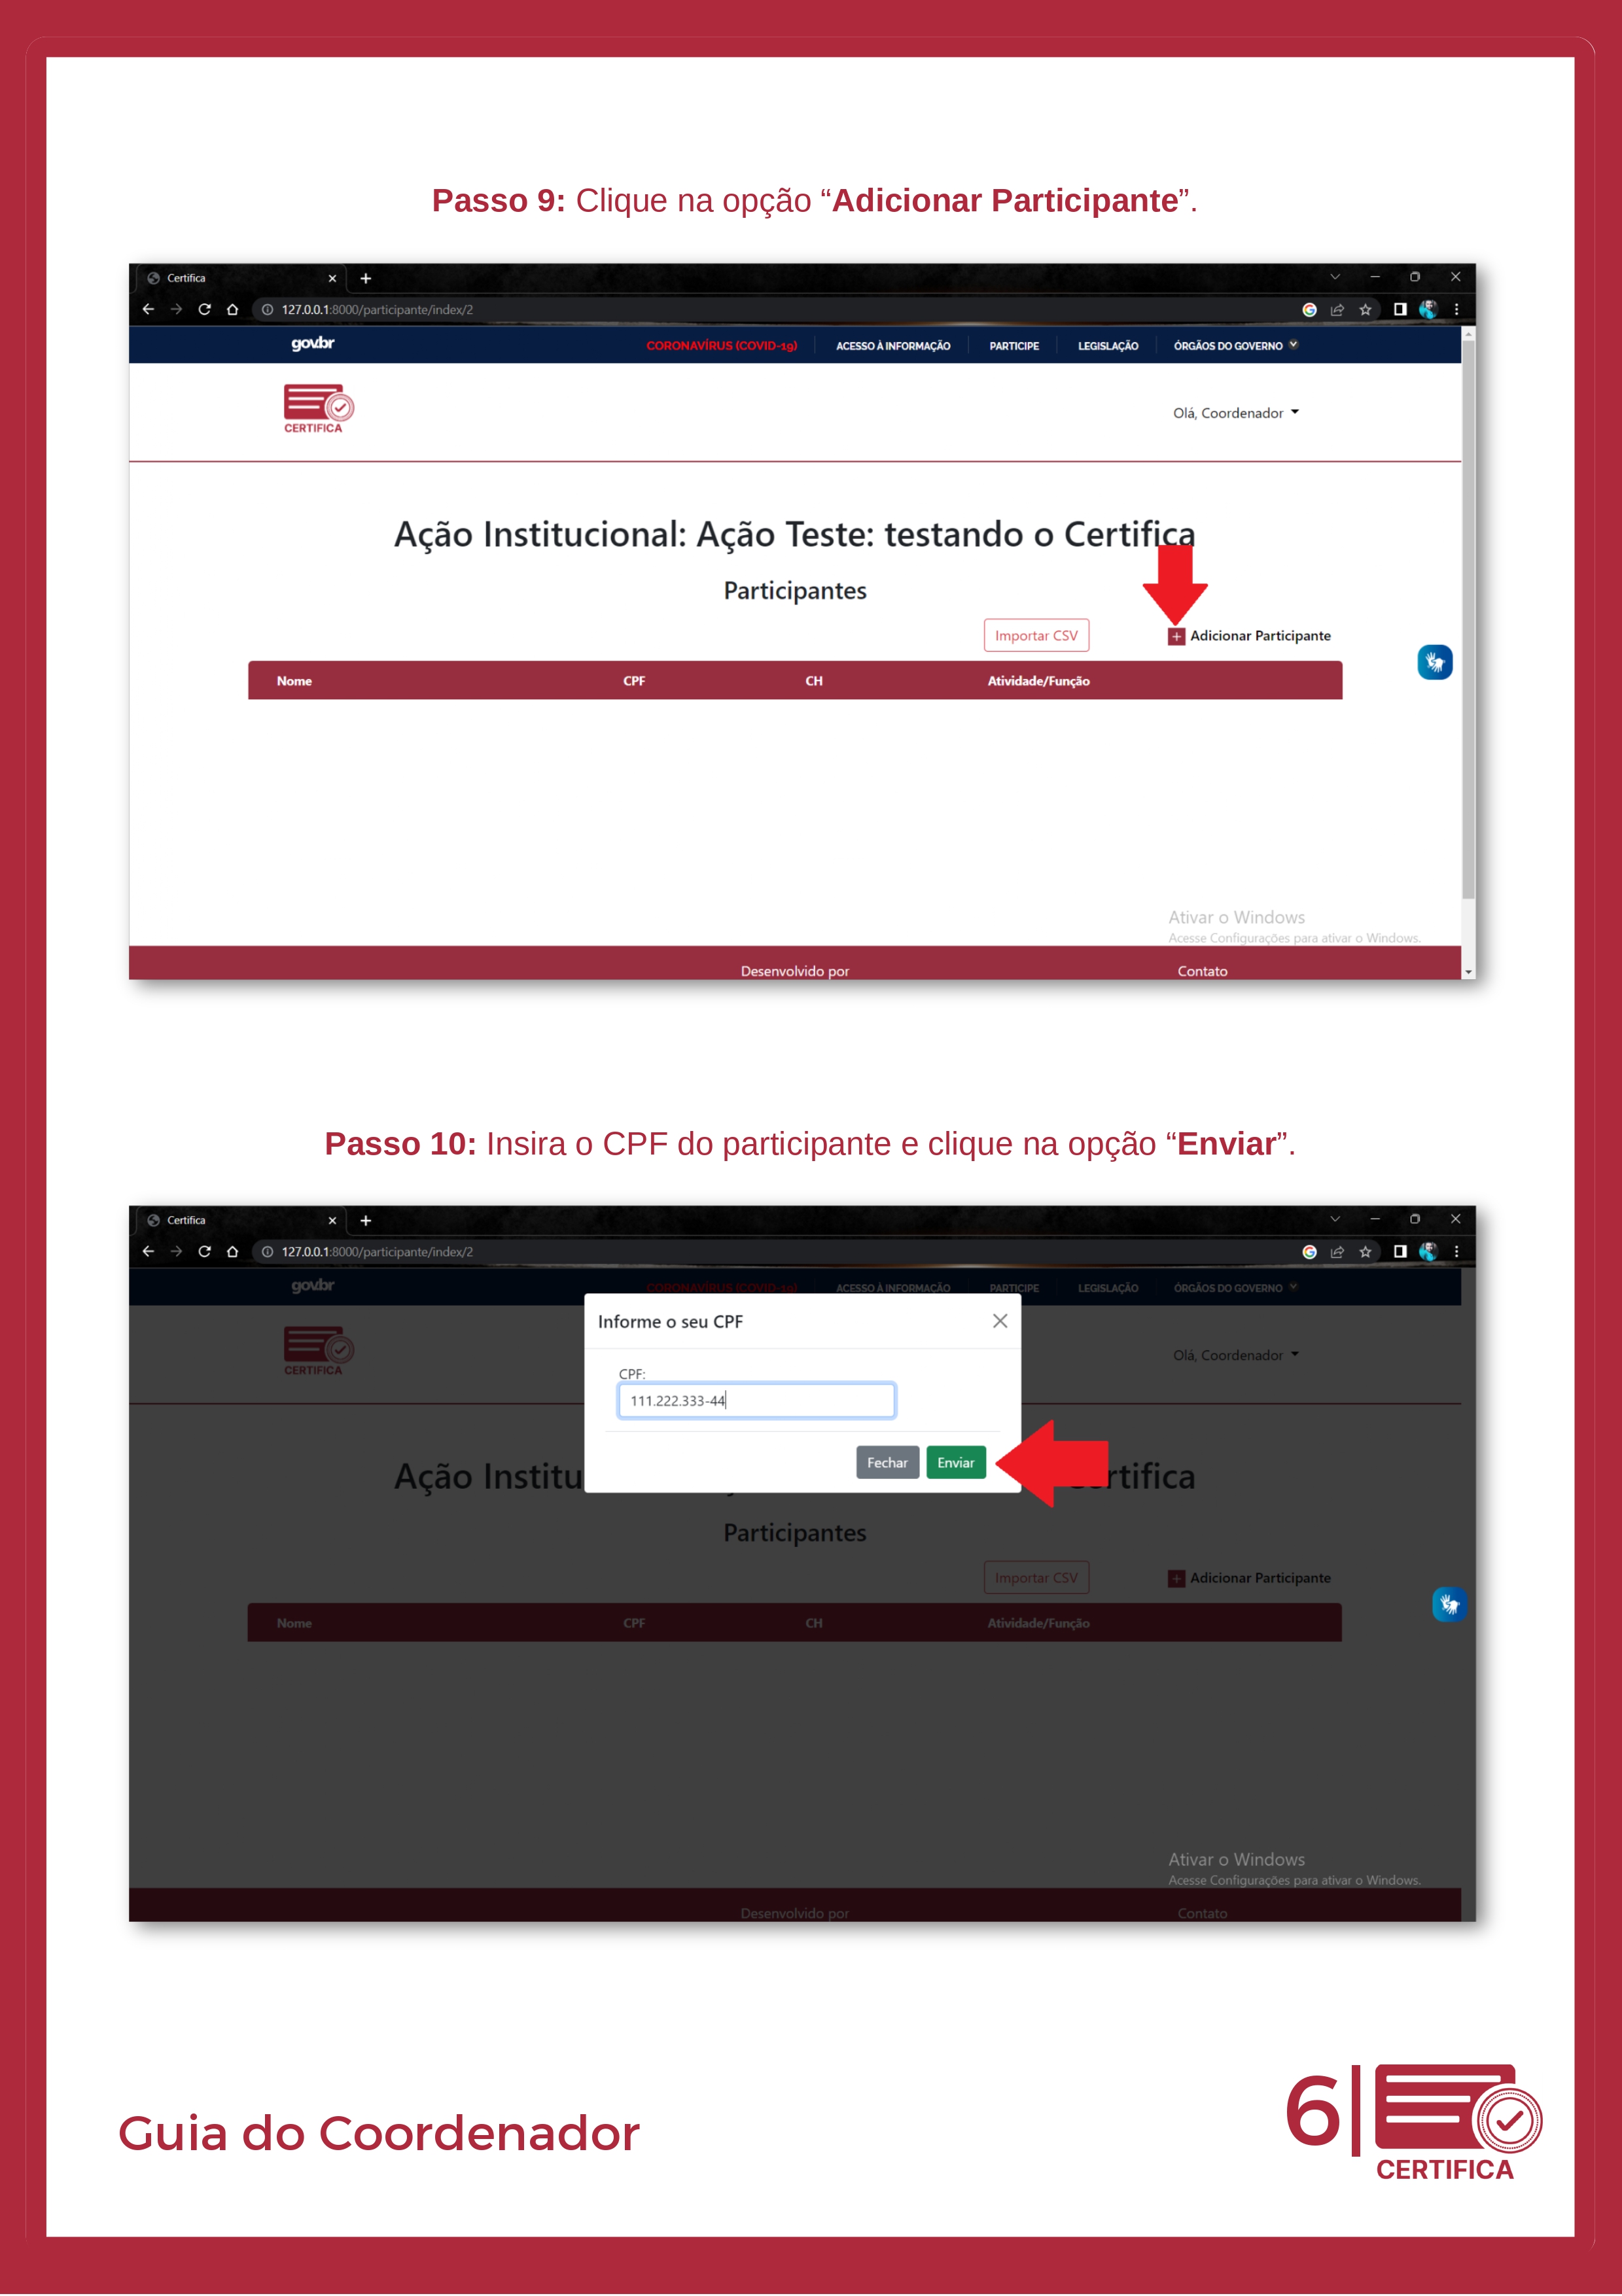 Passo 9: Clique na opção “Adicionar Participante”.
Certifica
127.0.0.1:8000/participante/index/2
gov.br CORONAVÍRUS (COVID-19) ACESSO À INFORMAÇÃO PARTICIPE LEGISLAÇÃO ÓRGÃOS DO GOVERNO
CERTIFICA
Olá, Coordenador
Ação Institucional: Ação Teste: testando o Certifica
Participantes
Importar CSV Adicionar Participante
Nome CPF CH Atividade/Função
Ativar o Windows
Acesse Configurações para ativar o Windows.
Desenvolvido por Contato
Passo 10: Insira o CPF do participante e clique na opção “Enviar”.
Certifica
127.0.0.1:8000/participante/index/2
gov.br CORONAVÍRUS (COVID-19) ACESSO À INFORMAÇÃO PARTICIPE LEGISLAÇÃO ÓRGÃOS DO GOVERNO
Informe o seu CPF
CERTIFICA
Olá, Coordenador
CPF:
111.222.333-44
Fechar Enviar
Ação Institu rtifica
Participantes
Importar CSV Adicionar Participante
Nome CPF CH Atividade/Função
Ativar o Windows
Acesse Configurações para ativar o Windows.
Desenvolvido por Contato
Guia do Coordenador
6
CERTIFICA